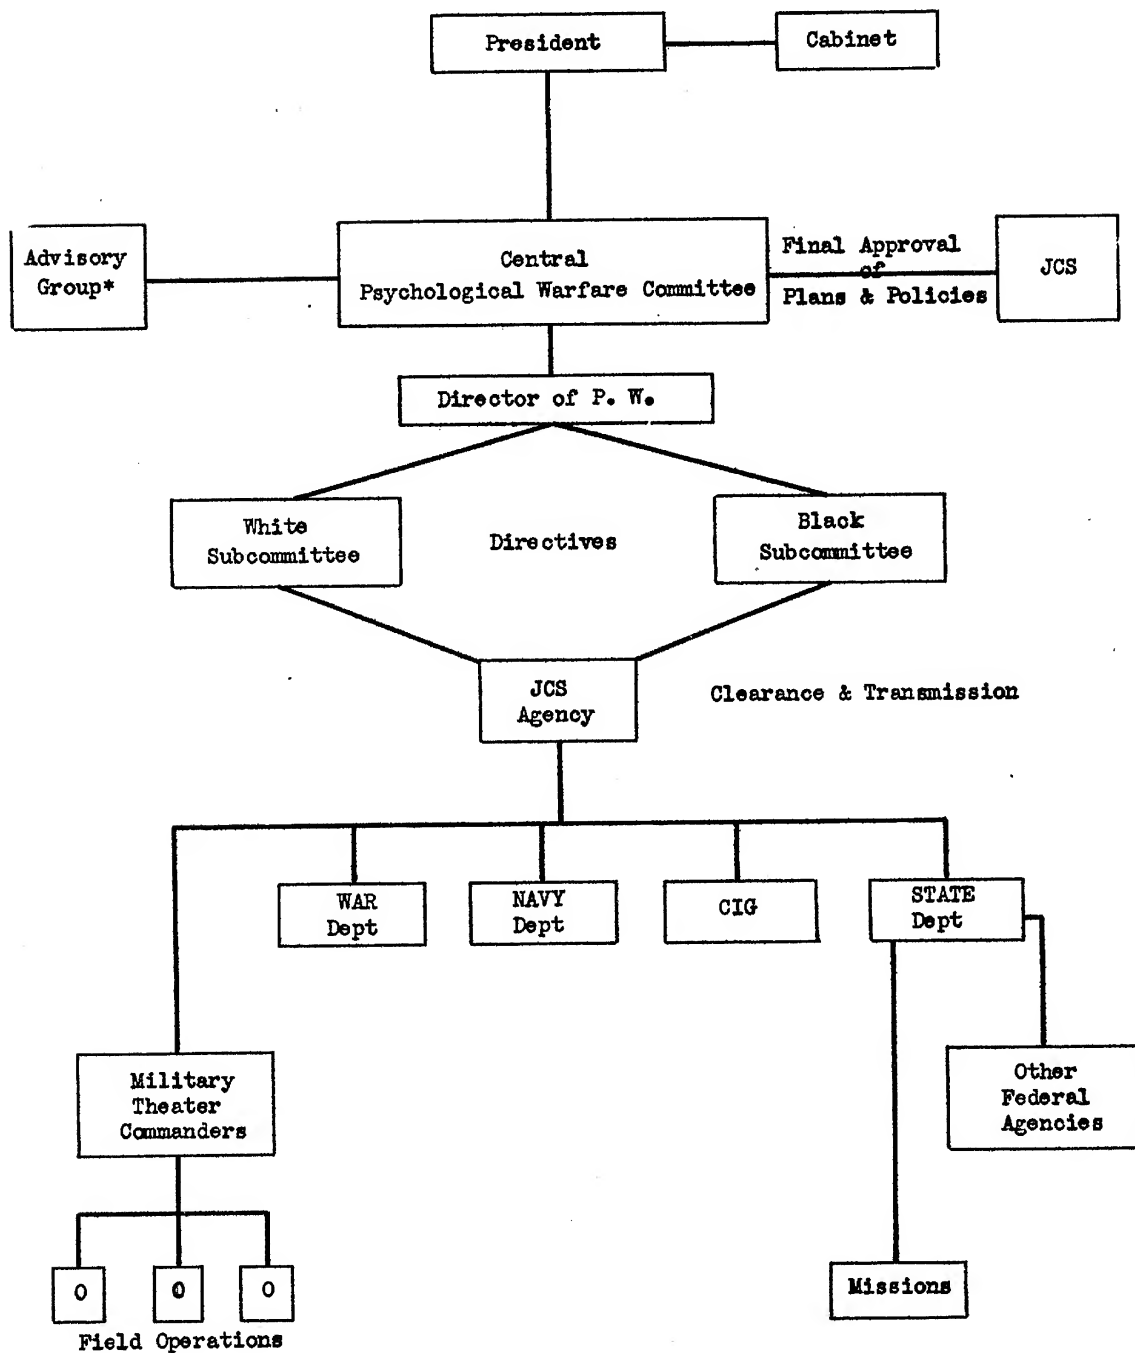 President
Cabinet
Advisory
Group*
Central
Psychological Warfare Committee
Final Approval
of
Plans & Policies
JCS
Director of P. W.
White
Subcommittee
Directives
Black
Subcommittee
JCS
Agency
Clearance & Transmission
WAR
Dept
NAVY
Dept
CIG
STATE
Dept
Military
Theater
Commanders
Other
Federal
Agencies
O
O
O
Missions
Field Operations